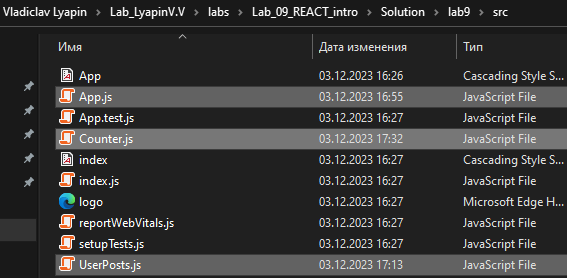 Vladislav Lyapin > Lab_LyapinV.V > labs > Lab_09_REACT_intro > Solution > lab9 > src
Имя Дата изменения Тип
App 03.12.2023 16:26 Cascading Style S...
App.js 03.12.2023 16:55 JavaScript File
App.test.js 03.12.2023 16:27 JavaScript File
Counter.js 03.12.2023 17:32 JavaScript File
index 03.12.2023 16:27 Cascading Style S...
index.js 03.12.2023 16:27 JavaScript File
logo 03.12.2023 16:27 Microsoft Edge H...
reportWebVitals.js 03.12.2023 16:27 JavaScript File
setupTests.js 03.12.2023 16:27 JavaScript File
UserPosts.js 03.12.2023 17:13 JavaScript File